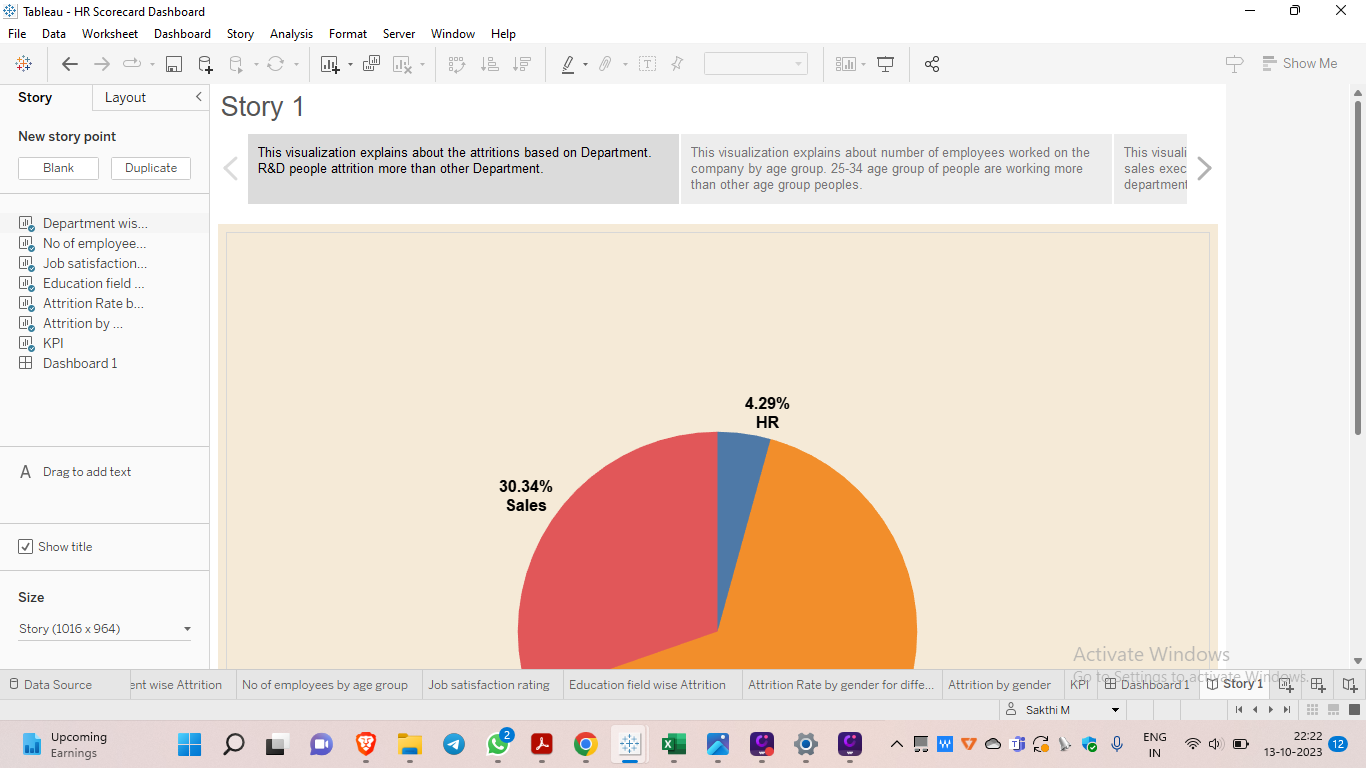 Tableau - HR Scorecard Dashboard
File Data Worksheet Dashboard Story Analysis Format Server Window Help
Show Me
Story Layout
New story point
Blank Duplicate
Department wis...
No of employee...
Job satisfaction...
Education field ...
Attrition Rate b...
Attrition by ...
KPI
Dashboard 1
A Drag to add text
Show title
Size
Story (1016 x 964)
Story 1
This visualization explains about the attritions based on Department.
R&D people attrition more than other Department.
This visualization explains about number of employees worked on the
company by age group. 25-34 age group of people are working more
than other age group peoples.
This visuali
sales exec
department
4.29%
HR
30.34%
Sales
Activate Windows
Go to Settings to activate Windows.
Data Source ent wise Attrition No of employees by age group Job satisfaction rating Education field wise Attrition Attrition Rate by gender for diffe... Attrition by gender KPI Dashboard 1 Story 1
Sakthi M
Upcoming
Earnings
2
ENG
IN
22:22
13-10-2023
12